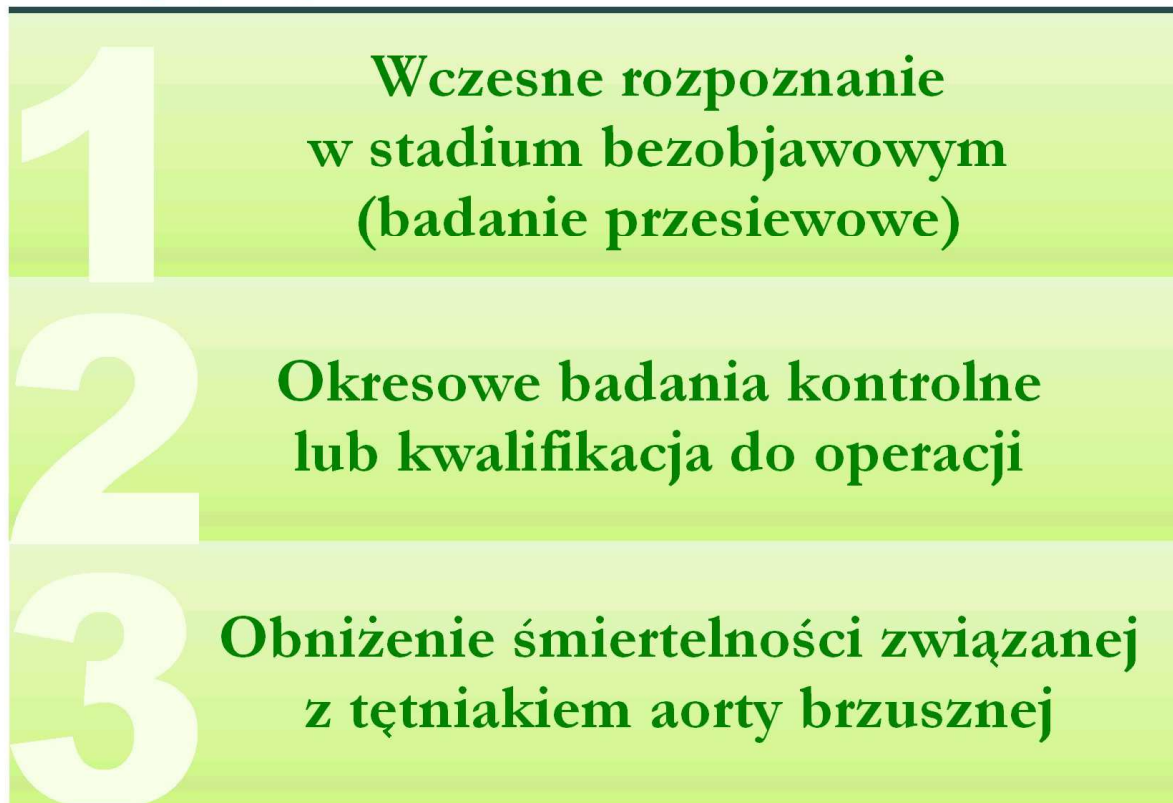 1
Wczesne rozpoznanie
w stadium bezobjawowym
(badanie przesiewowe)
2
Okresowe badania kontrolne
lub kwalifikacja do operacji
3
Obniżenie śmiertelności związanej
z tętniakiem aorty brzusznej